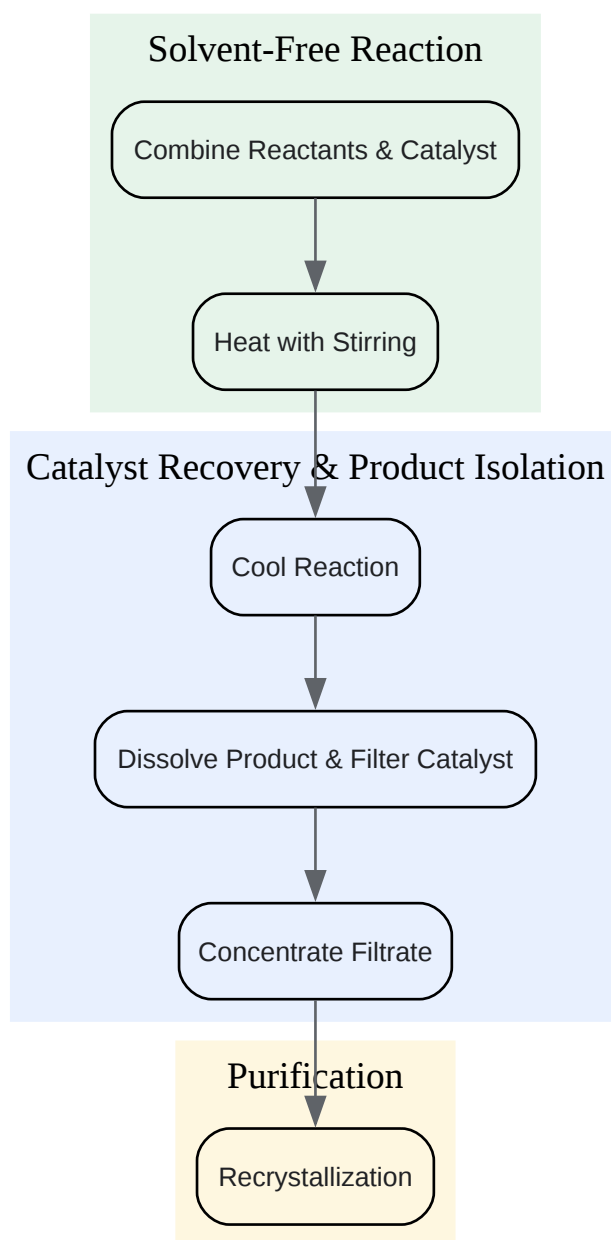 Solvent-Free Reaction
Combine Reactants & Catalyst
Heat with Stirring
Catalyst Recovery & Product Isolation
Cool Reaction
Dissolve Product & Filter Catalyst
Concentrate Filtrate
Purification
Recrystallization